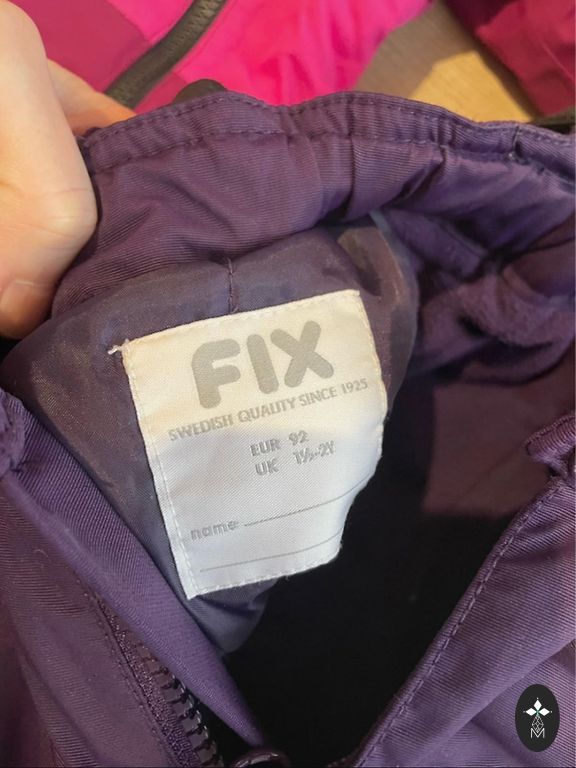 FIX
SWEDISH QUALITY SINCE 1925
EUR 92
UK 1½-2Y
name
M